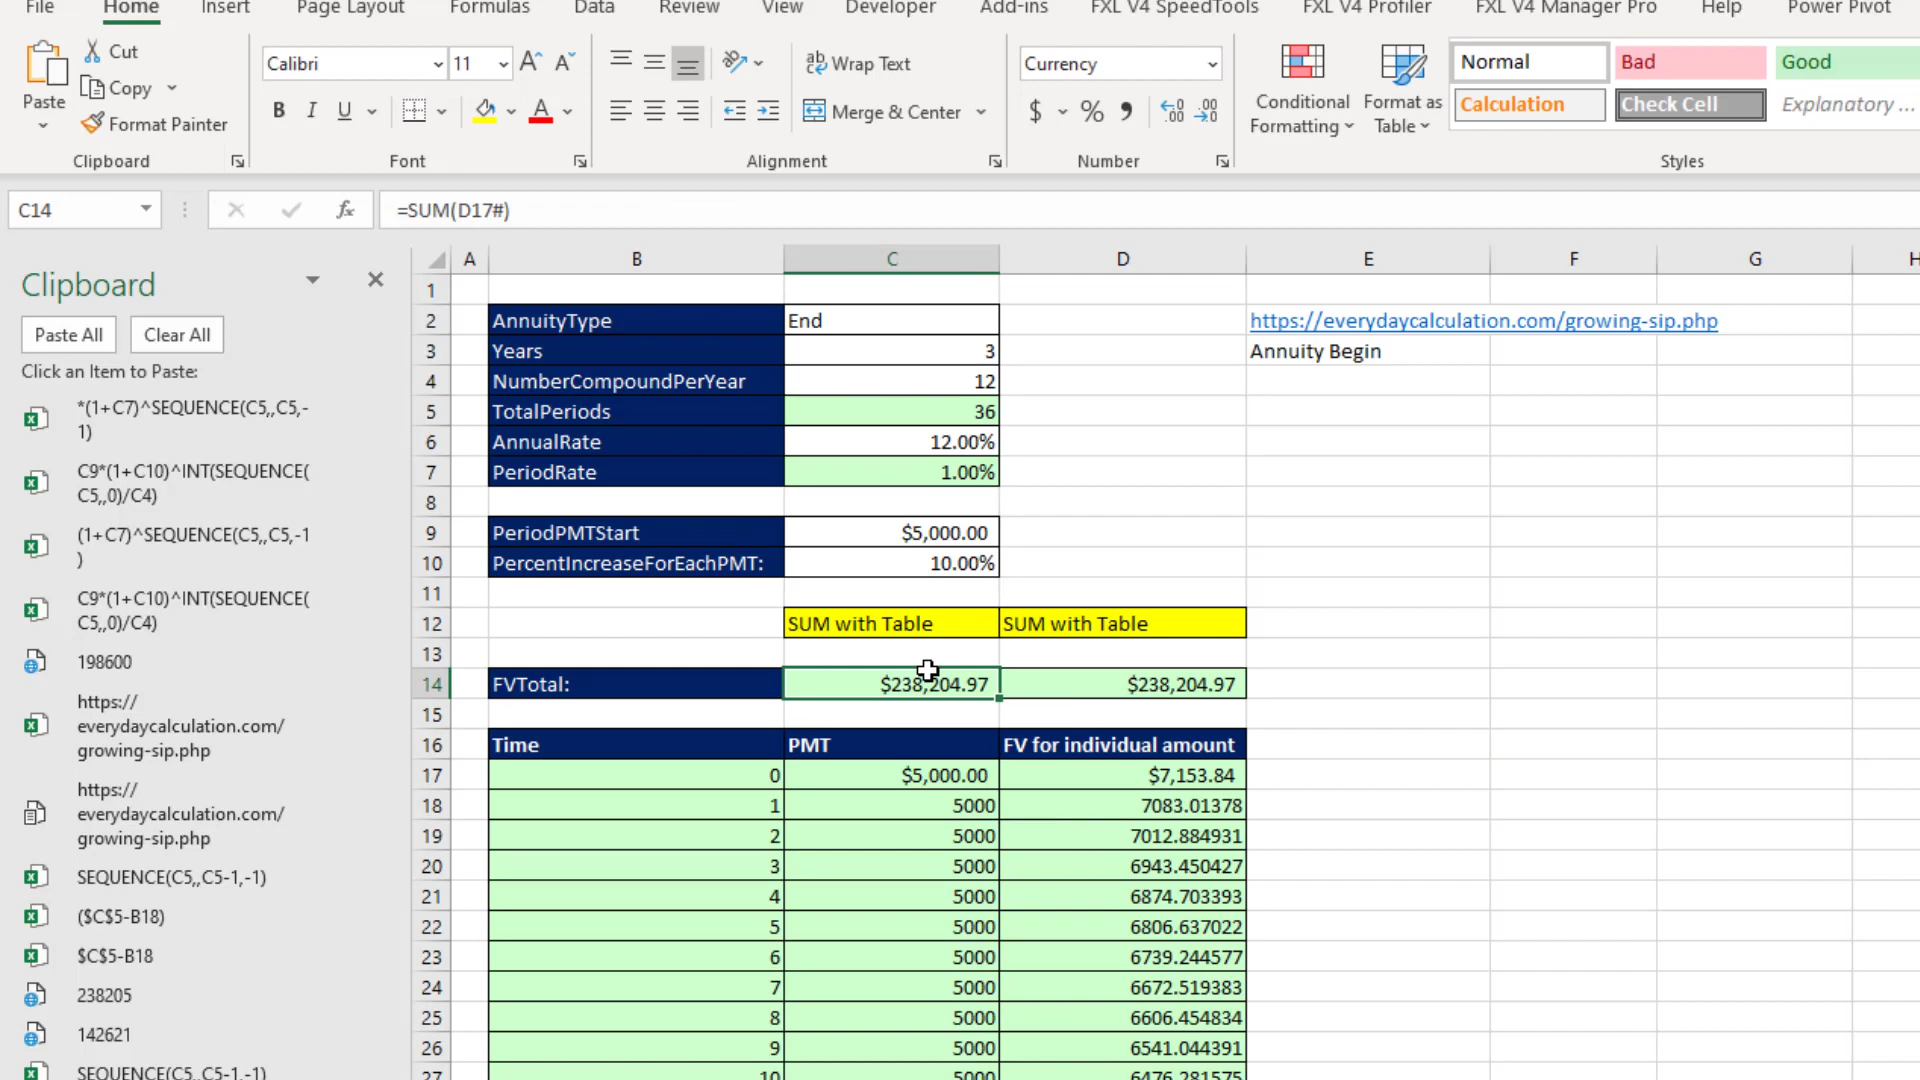 File Home Insert Page Layout Formulas Data Review View Developer Add-ins FXL V4 SpeedTools FXL V4 Profiler FXL V4 Manager Pro Help Power Pivot
Paste
Cut
Copy
Format Painter
Clipboard
Calibri 11
B I U
Font
Wrap Text
Merge & Center
Alignment
Currency
$ %
Number
Conditional Formatting
Format as Table
Normal Bad Good
Calculation Check Cell Explanatory ...
Styles
C14 fx =SUM(D17#)
Clipboard
Paste All Clear All
Click an Item to Paste:
*(1+C7)^SEQUENCE(C5,,C5,-
1)
C9*(1+C10)^INT(SEQUENCE(
C5,,0)/C4)
(1+C7)^SEQUENCE(C5,,C5,-1
)
C9*(1+C10)^INT(SEQUENCE(
C5,,0)/C4)
198600
https://
everydaycalculation.com/
growing-sip.php
https://
everydaycalculation.com/
growing-sip.php
SEQUENCE(C5,,C5-1,-1)
($C$5-B18)
$C$5-B18
238205
142621
SEQUENCE(C5,,C5-1,-1)
A B C D E F G H
1
2 AnnuityType End https://everydaycalculation.com/growing-sip.php
3 Years 3 Annuity Begin
4 NumberCompoundPerYear 12
5 TotalPeriods 36
6 AnnualRate 12.00%
7 PeriodRate 1.00%
8
9 PeriodPMTStart $5,000.00
10 PercentIncreaseForEachPMT: 10.00%
11
12 SUM with Table SUM with Table
13
14 FVTotal: $238,204.97 $238,204.97
15
16 Time PMT FV for individual amount
17 0 $5,000.00 $7,153.84
18 1 5000 7083.01378
19 2 5000 7012.884931
20 3 5000 6943.450427
21 4 5000 6874.703393
22 5 5000 6806.637022
23 6 5000 6739.244577
24 7 5000 6672.519383
25 8 5000 6606.454834
26 9 5000 6541.044391
27 10 5000 6476.281575